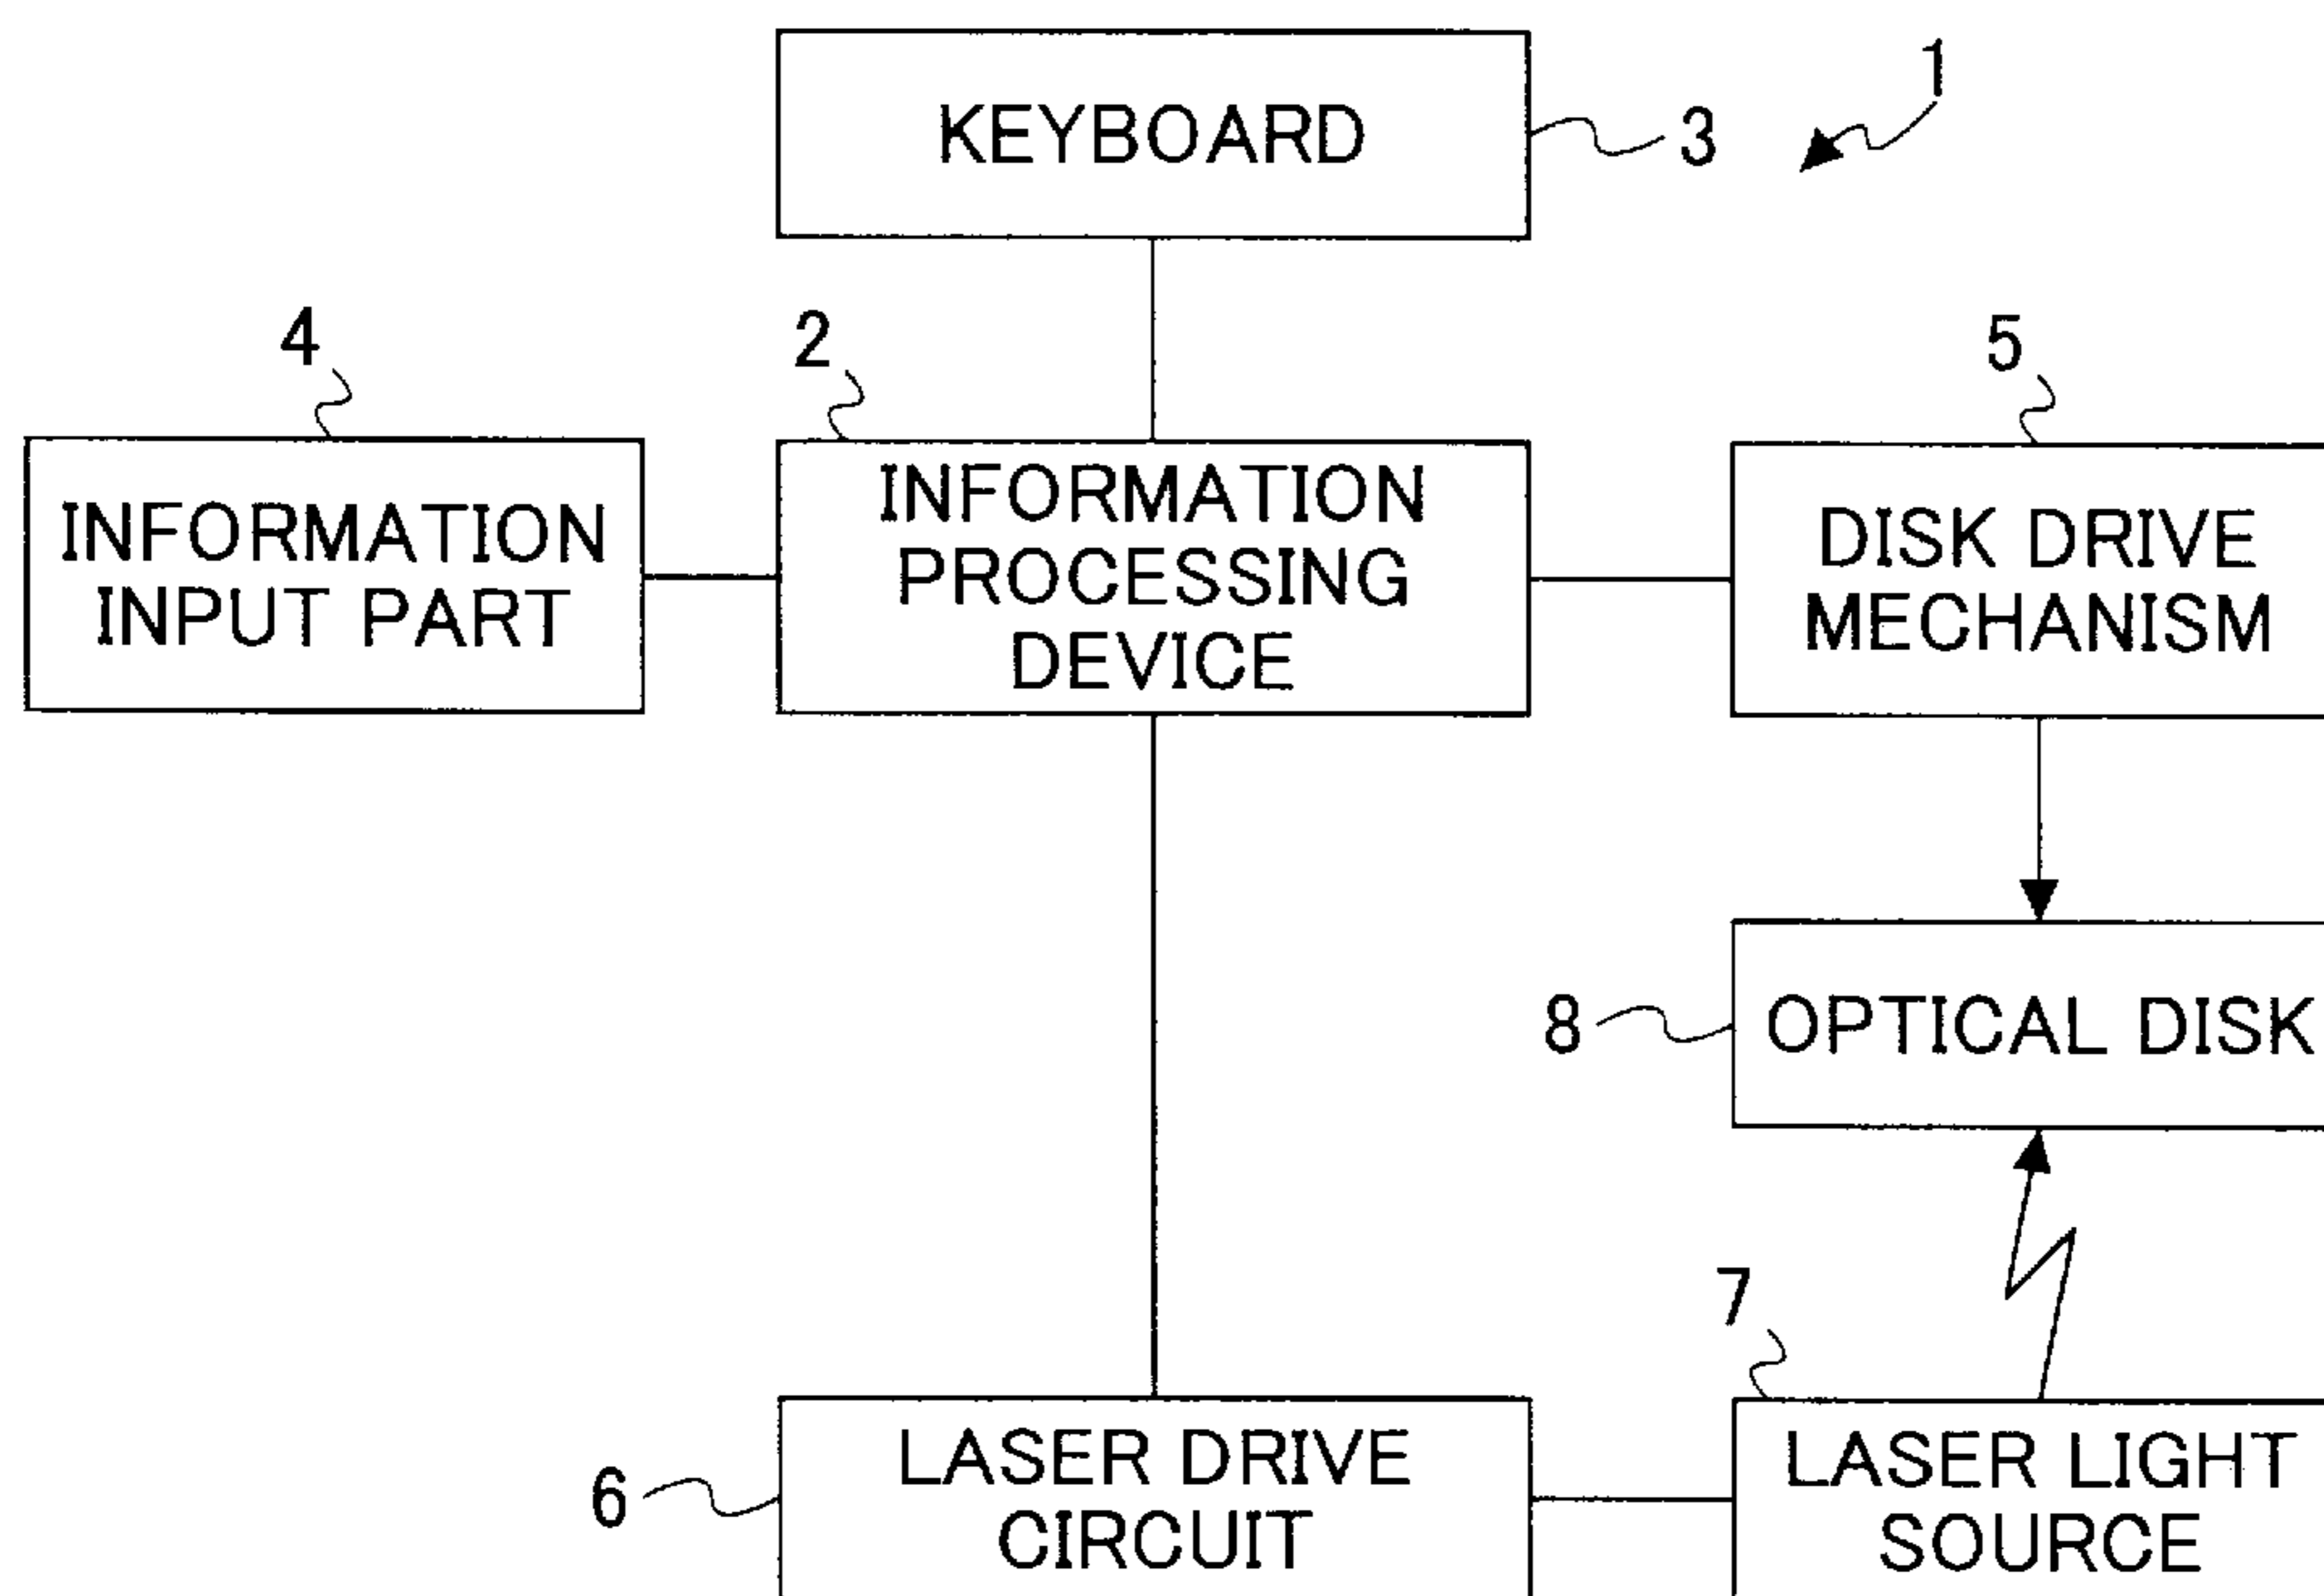 1
KEYBOARD
3
4
2
5
INFORMATION
INPUT PART
INFORMATION
PROCESSING
DEVICE
DISK DRIVE
MECHANISM
8
OPTICAL DISK
7
6
LASER DRIVE
CIRCUIT
LASER LIGHT
SOURCE